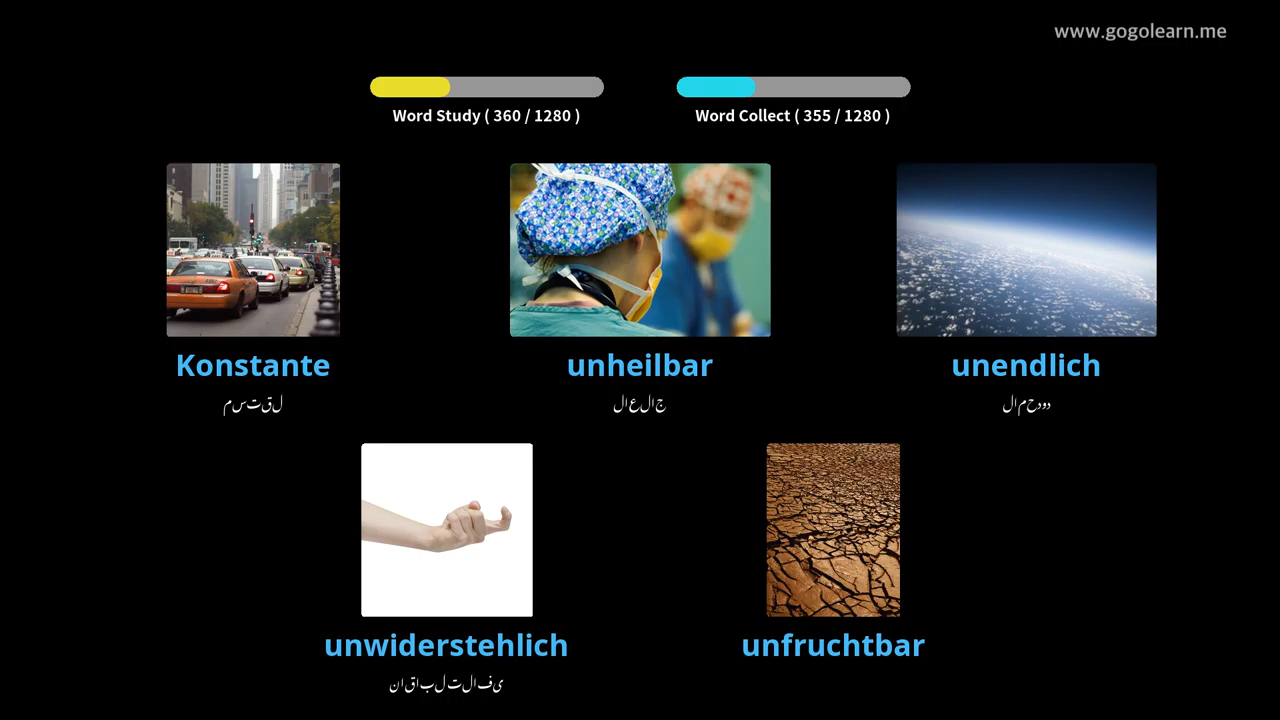 www.gogolearn.me
Word Study ( 360 / 1280 )
Word Collect ( 355 / 1280 )
Konstante
مستقل
unheilbar
لاعلاج
unendlich
لامحدود
unwiderstehlich
ناقابل تلافی
unfruchtbar